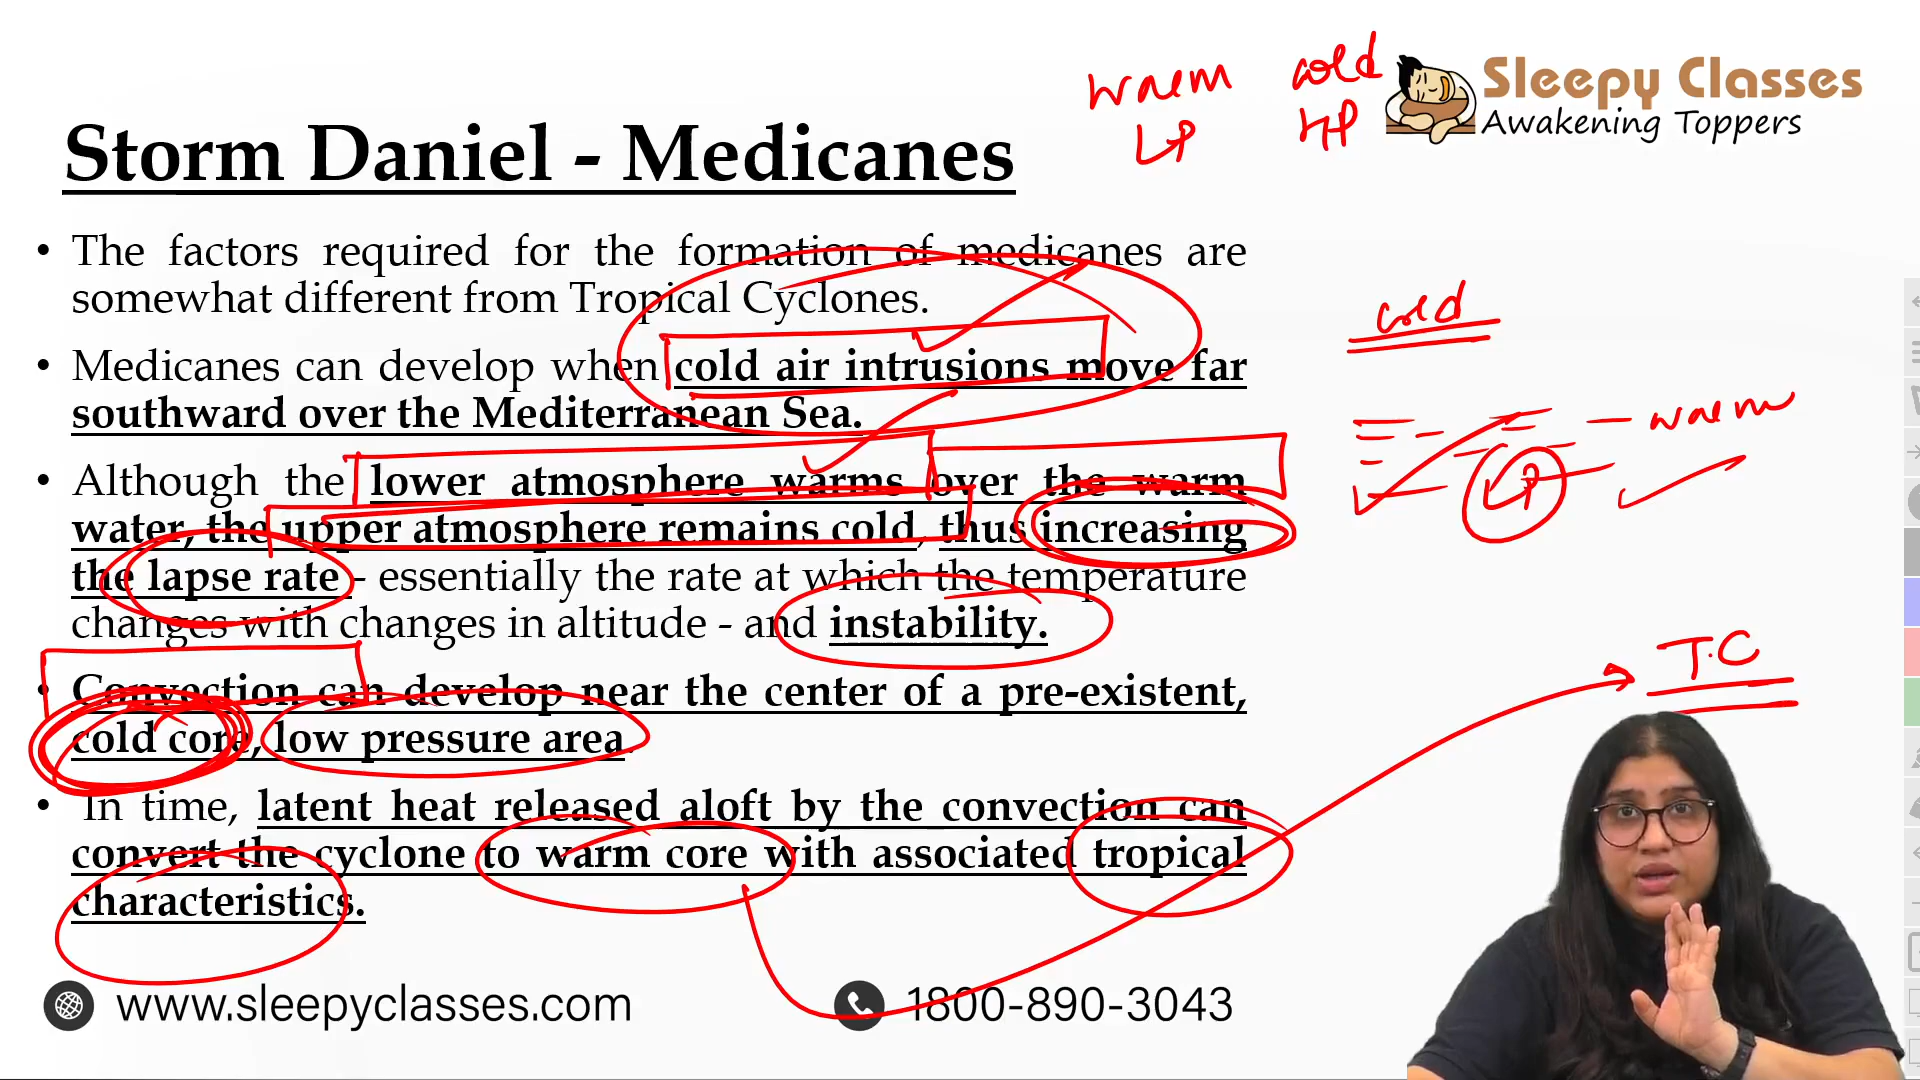 warm cold
LP HP
Sleepy Classes
Awakening Toppers
Storm Daniel - Medicanes
• The factors required for the formation of medicanes are
somewhat different from Tropical Cyclones.
• Medicanes can develop when cold air intrusions move far
southward over the Mediterranean Sea.
• Although the lower atmosphere warms over the warm
water, the upper atmosphere remains cold, thus increasing
the lapse rate - essentially the rate at which the temperature
changes with changes in altitude - and instability.
• Convection can develop near the center of a pre-existent,
cold core, low pressure area.
• In time, latent heat released aloft by the convection can
convert the cyclone to warm core with associated tropical
characteristics.
cold
warm
LP
T.C
www.sleepyclasses.com
1800-890-3043